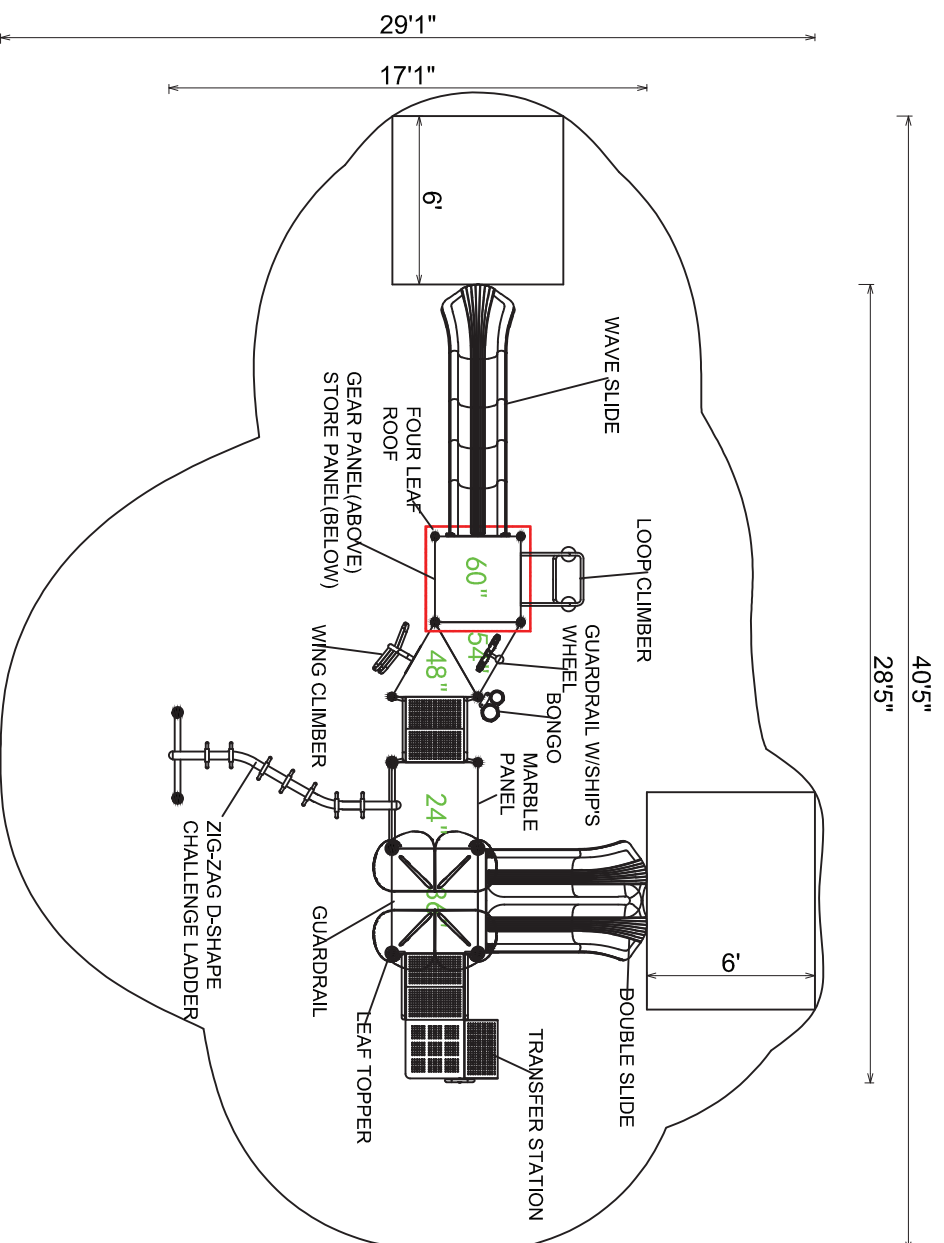 29'1"
17'1"
6'
WAVE SLIDE
GEAR PANEL(ABOVE)
STORE PANEL(BELOW)
FOUR LEAF
ROOF
60"
LOOP CLIMBER
54"
48"
GUARDRAIL W/SHIP'S
WHEEL
BONGO
WING CLIMBER
MARBLE
PANEL
24"
36"
ZIG-ZAG D-SHAPE
CHALLENGE LADDER
GUARDRAIL
LEAF TOPPER
TRANSFER STATION
DOUBLE SLIDE
6'
28'5"
40'5"